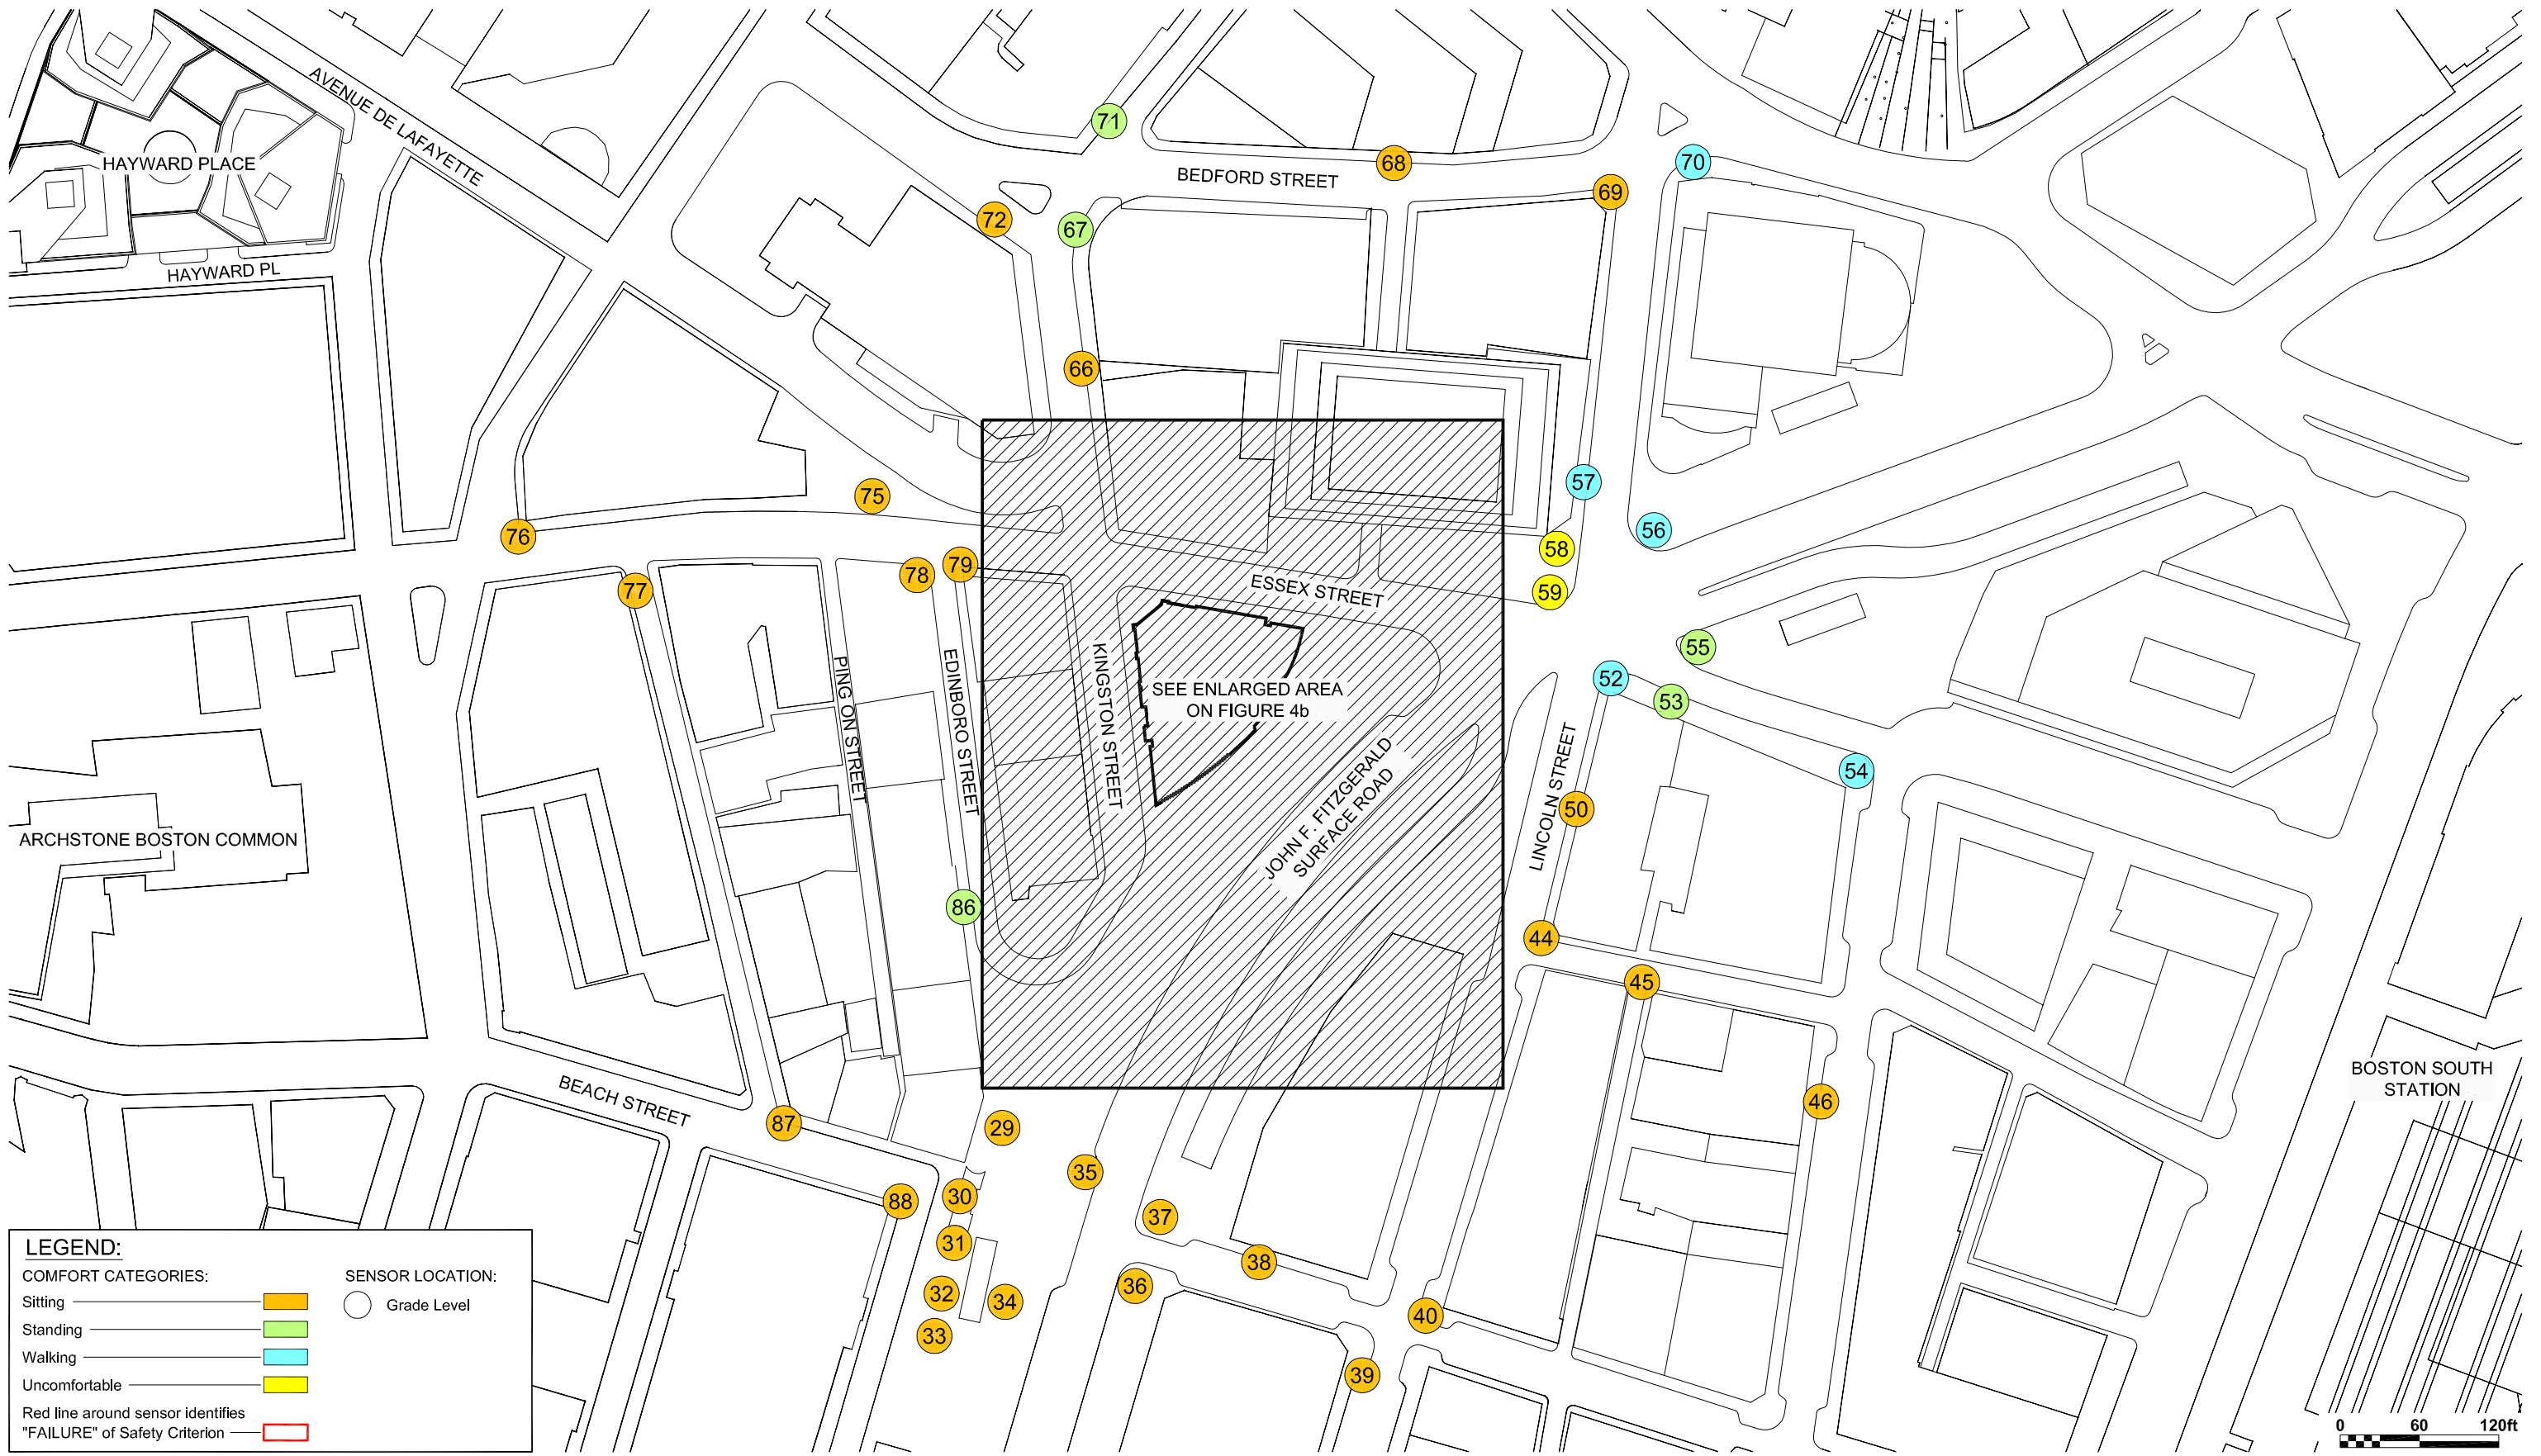 71
AVENUE DE LAFAYETTE
HAYWARD PLACE
68
70
BEDFORD STREET
69
72
67
HAYWARD PL
66
57
75
76
56
58
79
78
77
ESSEX STREET
59
55
PING ON STREET
EDINBORO STREET
KINGSTON STREET
SEE ENLARGED AREA
ON FIGURE 4b
52
53
54
JOHN F. FITZGERALD
SURFACE ROAD
LINCOLN STREET
50
ARCHSTONE BOSTON COMMON
86
44
45
BOSTON SOUTH
STATION
BEACH STREET
46
87
29
35
88
30
37
31
38
36
32
34
40
33
39
LEGEND:
COMFORT CATEGORIES:
Sitting
Standing
Walking
Uncomfortable
Red line around sensor identifies
"FAILURE" of Safety Criterion
SENSOR LOCATION:
Grade Level
0 60 120ft